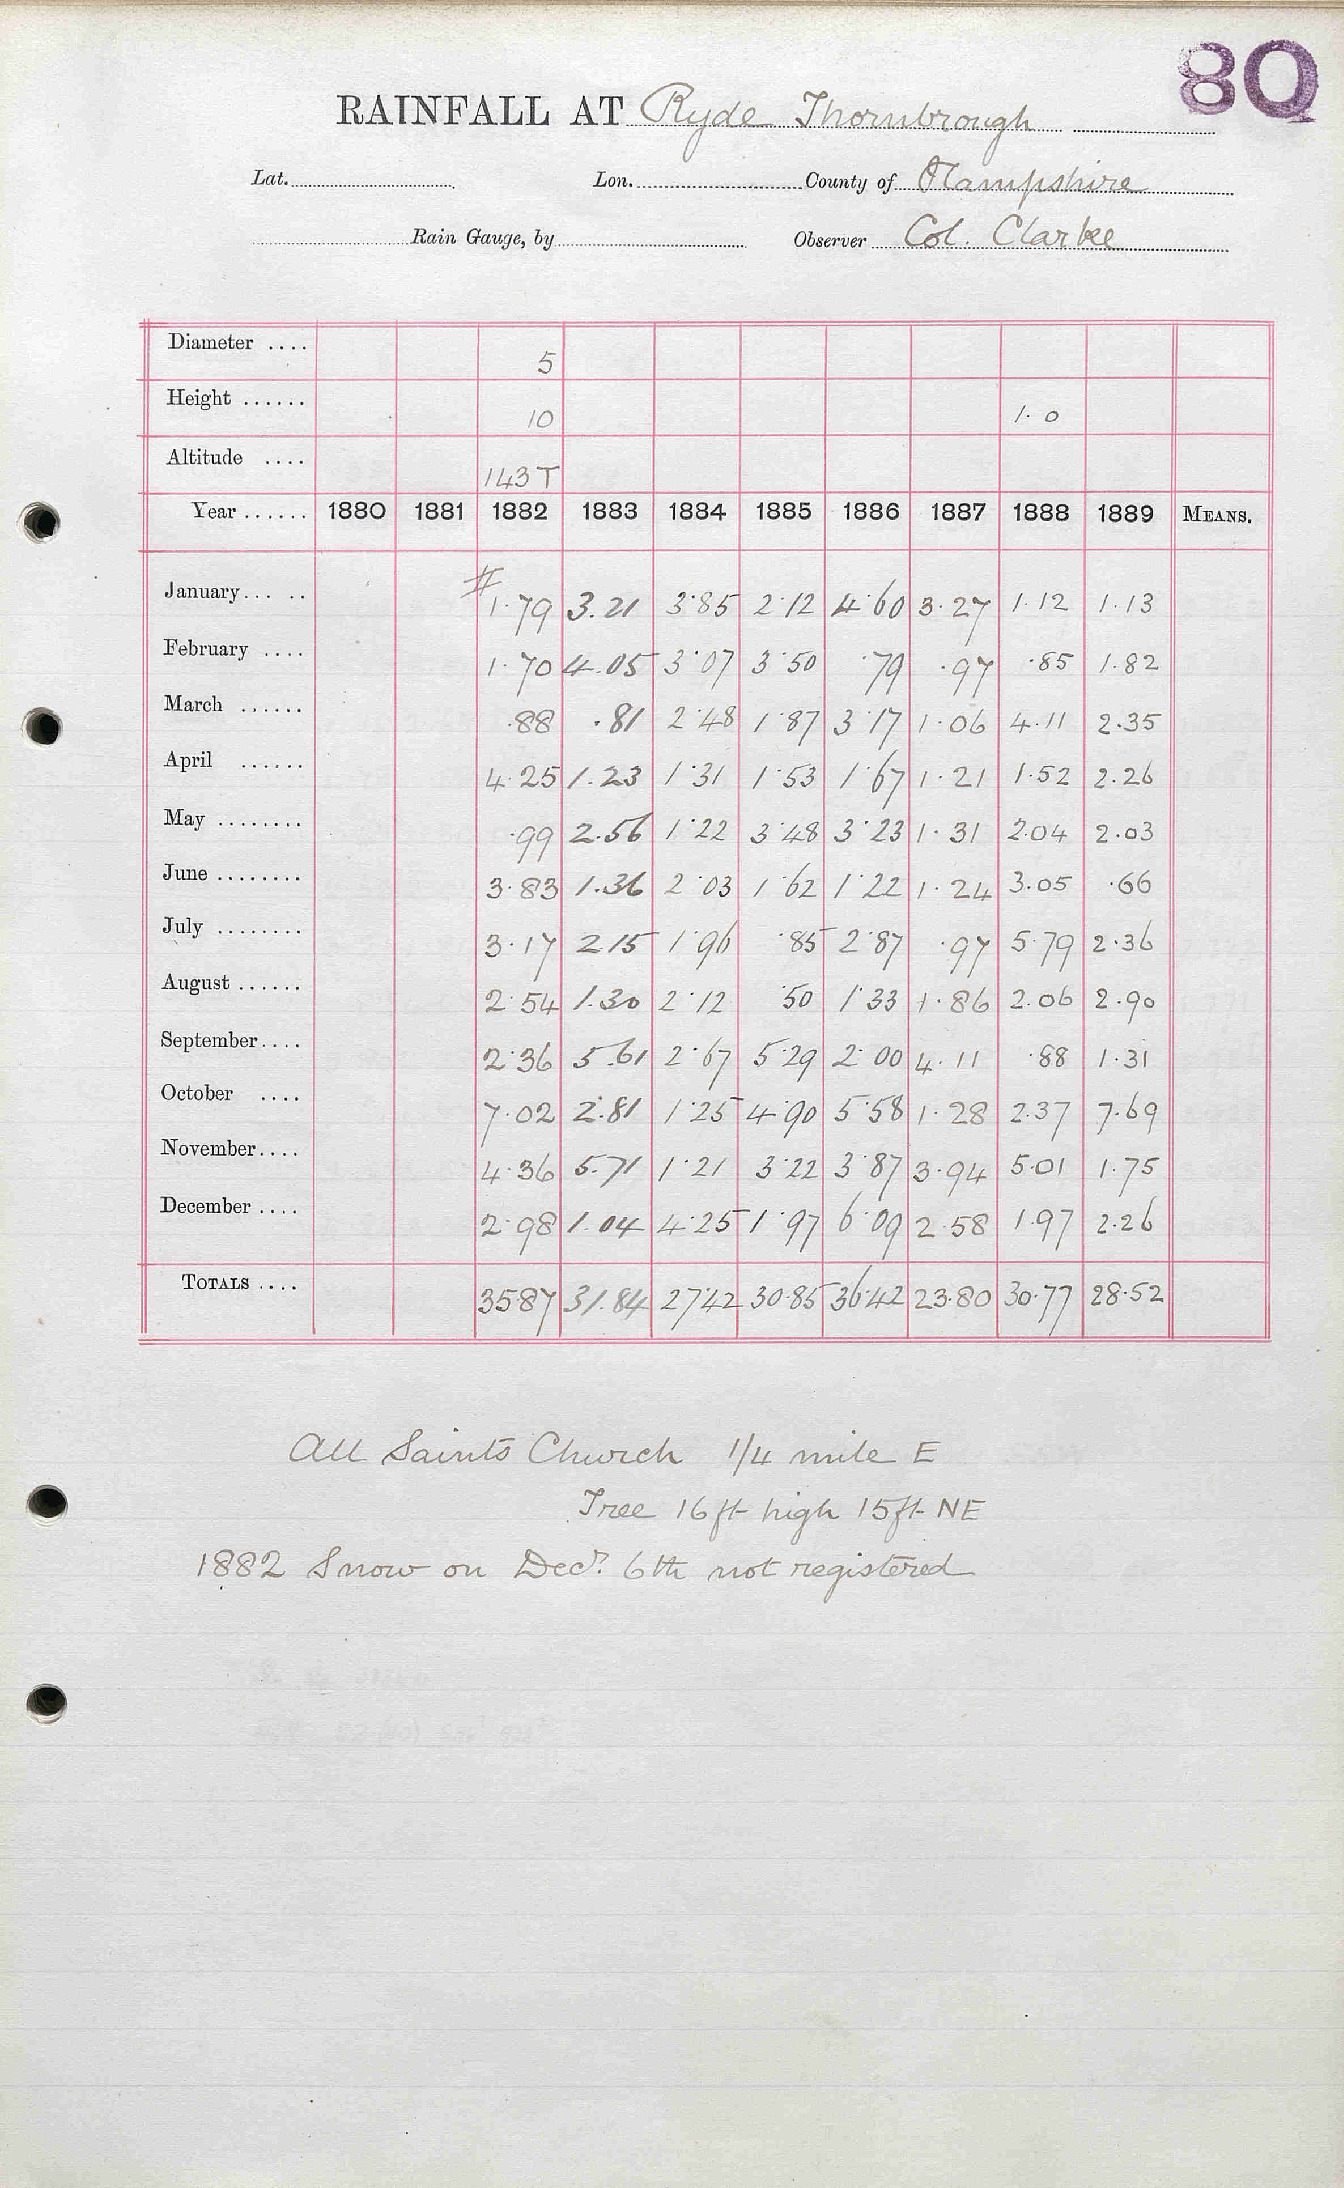 8Q
RAINFALL AT Ryde Thornbrough
Lat. Lon. County of Hampshire
Rain Gauge, by Observer Col. Clarke
Diameter .... 5
Height ...... 10 1.0
Altitude .... 143 T
Year ...... 1880 1881 1882 1883 1884 1885 1886 1887 1888 1889 MEANS.
January... .. # 1.79 3.21 3.85 2.12 4.60 3.27 1.12 1.13
February .... 1.70 4.05 3.07 3.50 .79 .97 .85 1.82
March ...... .88 .81 2.48 1.87 3.17 1.06 4.11 2.35
April ...... 4.25 1.23 1.31 1.53 1.67 1.21 1.52 2.26
May ........ .99 2.56 1.22 3.48 3.23 1.31 2.04 2.03
June ........ 3.83 1.36 2.03 1.62 1.22 1.24 3.05 .66
July ........ 3.17 2.15 1.96 .85 2.87 .97 5.79 2.36
August ...... 2.54 1.30 2.12 .50 1.33 1.86 2.06 2.90
September.... 2.36 5.61 2.67 5.29 2.00 4.11 .88 1.31
October .... 7.02 2.81 1.25 4.90 5.58 1.28 2.37 7.69
November.... 4.36 5.71 1.21 3.22 3.87 3.94 5.01 1.75
December .... 2.98 1.04 4.25 1.97 6.09 2.58 1.97 2.26
TOTALS .... 35.87 31.84 27.42 30.85 36.42 23.80 30.77 28.52
All Saints Church 1/4 mile E
Tree 16 ft high 15 ft NE
1882 Snow on Decr. 6th not registered